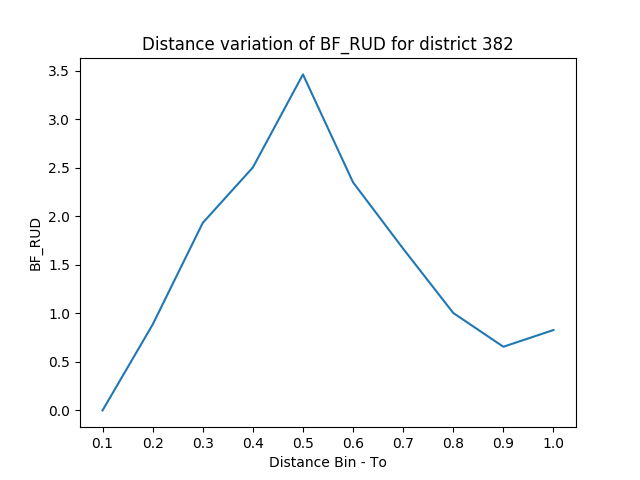 Distance variation of BF_RUD for district 382
3.5
3.0
2.5
2.0
1.5
1.0
0.5
0.0
BF_RUD
0.1 0.2 0.3 0.4 0.5 0.6 0.7 0.8 0.9 1.0
Distance Bin - To